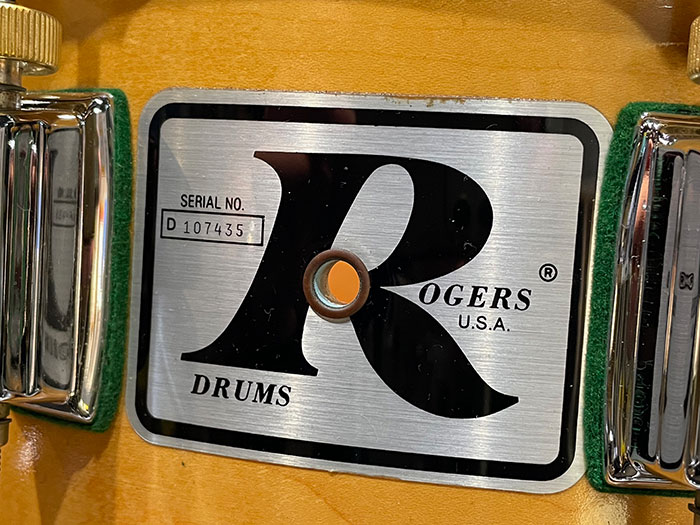 SERIAL NO.
D 107435
ROGERS ®
U.S.A.
DRUMS